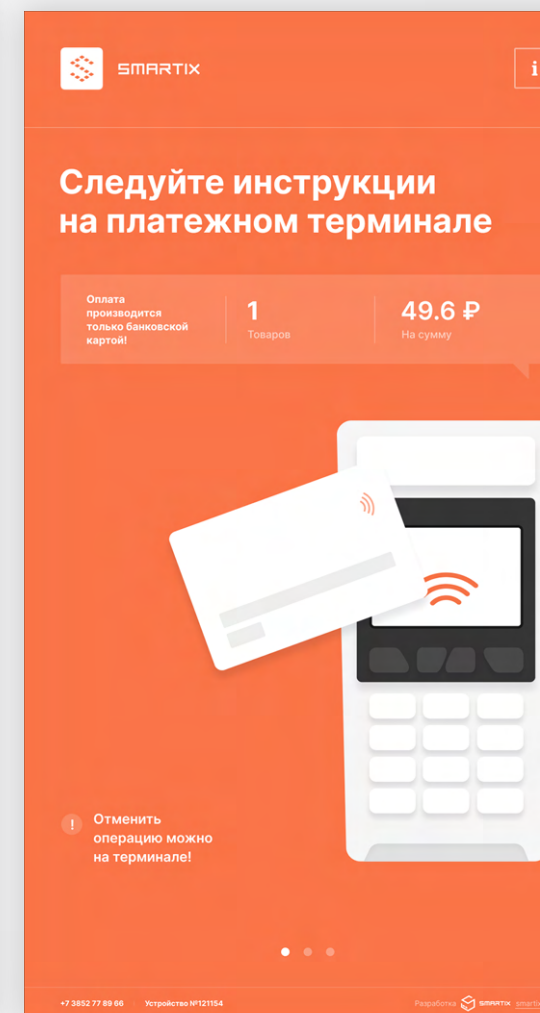 SMARTIX
i
Следуйте инструкции
на платежном терминале
Оплата
производится
только банковской
картой!
1
Товаров
49.6 ₽
На сумму
!
Отменить
операцию можно
на терминале!
+7 3852 77 89 66
Устройство №121154
Разработка
SMARTIX
smartix